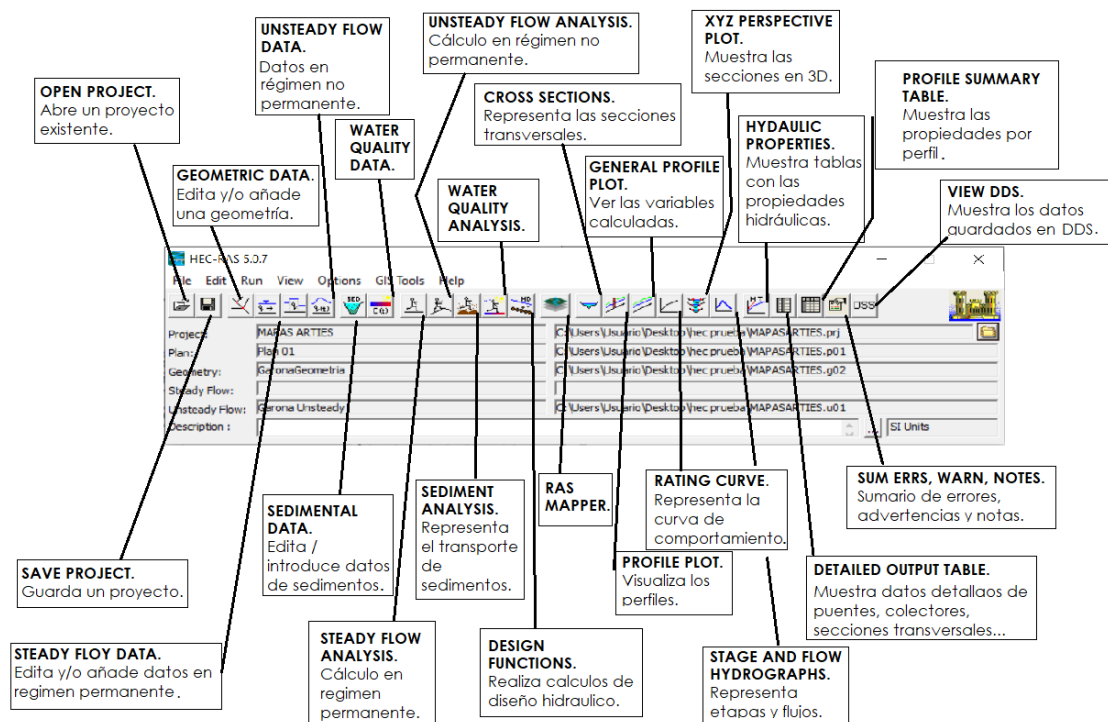 UNSTEADY FLOW
DATA.
Datos en
régimen no
permanente.
UNSTEADY FLOW ANALYSIS.
Cálculo en régimen no
permanente.
XYZ PERSPECTIVE
PLOT.
Muestra las
secciones en 3D.
PROFILE SUMMARY
TABLE.
Muestra las
propiedades por
perfil.
OPEN PROJECT.
Abre un proyecto
existente.
CROSS SECTIONS.
Representa las secciones
transversales.
WATER
QUALITY
DATA.
HYDAULIC
PROPERTIES.
Muestra tablas
con las
propiedades
hidráulicas.
GENERAL PROFILE
PLOT.
Ver las variables
calculadas.
GEOMETRIC DATA.
Edita y/o añade
una geometría.
WATER
QUALITY
ANALYSIS.
VIEW DDS.
Muestra los datos
guardados en DDS.
HEC-RAS 5.0.7
File Edit Run View Options GIS Tools Help
SED
HD
DSS
Project: MAPAS ARTIES C:\Users\Usuario\Desktop\hec prueba\MAPASARTIES.prj
Plan: Plan 01 C:\Users\Usuario\Desktop\hec prueba\MAPASARTIES.p01
Geometry: GaronaGeometria C:\Users\Usuario\Desktop\hec prueba\MAPASARTIES.g02
Steady Flow:
Unsteady Flow: Garona Unsteady C:\Users\Usuario\Desktop\hec prueba\MAPASARTIES.u01
Description : ... SI Units
SEDIMENTAL
DATA.
Edita /
introduce datos
de sedimentos.
SEDIMENT
ANALYSIS.
Representa
el transporte
de
sedimentos.
RAS
MAPPER.
RATING CURVE.
Representa la
curva de
comportamiento.
SUM ERRS, WARN, NOTES.
Sumario de errores,
advertencias y notas.
SAVE PROJECT.
Guarda un proyecto.
PROFILE PLOT.
Visualiza los
perfiles.
DETAILED OUTPUT TABLE.
Muestra datos detallaos de
puentes, colectores,
secciones transversales...
STEADY FLOY DATA.
Edita y/o añade datos en
regimen permanente.
STEADY FLOW
ANALYSIS.
Cálculo en
regimen
permanente.
DESIGN
FUNCTIONS.
Realiza calculos de
diseño hidraulico.
STAGE AND FLOW
HYDROGRAPHS.
Representa
etapas y flujos.